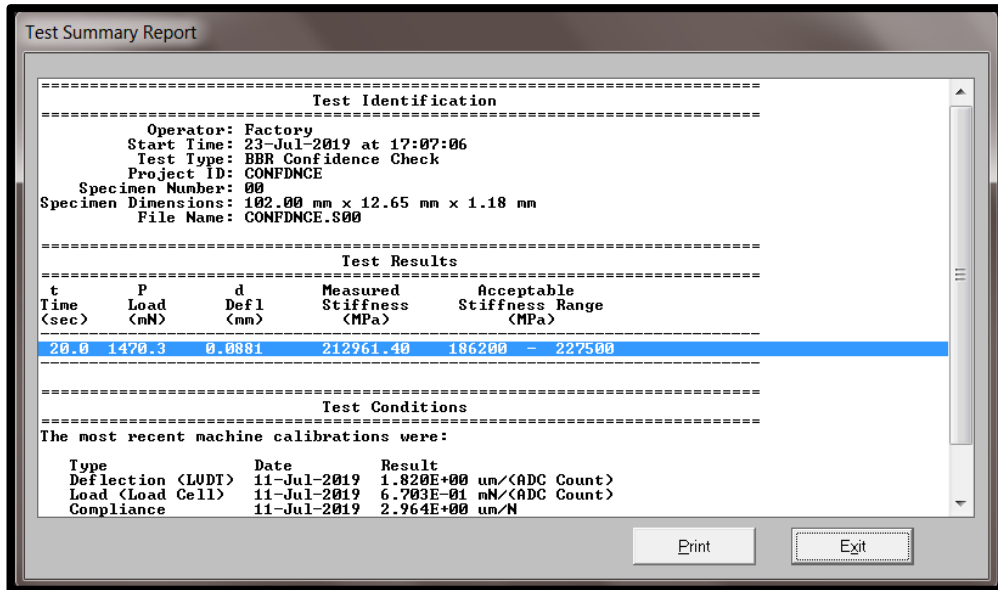 Test Summary Report
==========================================================================
Test Identification
==========================================================================
Operator: Factory
Start Time: 23-Jul-2019 at 17:07:06
Test Type: BBR Confidence Check
Project ID: CONFDNCE
Specimen Number: 00
Specimen Dimensions: 102.00 mm x 12.65 mm x 1.18 mm
File Name: CONFDNCE.S00
==========================================================================
Test Results
==========================================================================
t P d Measured Acceptable
Time Load Defl Stiffness Stiffness Range
(sec) (mN) (mm) (MPa) (MPa)
--------------------------------------------------------------------------
20.0 1470.3 0.0881 212961.40 186200 - 227500
--------------------------------------------------------------------------
==========================================================================
Test Conditions
==========================================================================
The most recent machine calibrations were:
Type Date Result
Deflection (LVDT) 11-Jul-2019 1.820E+00 um/(ADC Count)
Load (Load Cell) 11-Jul-2019 6.703E-01 mN/(ADC Count)
Compliance 11-Jul-2019 2.964E+00 um/N
Print Exit